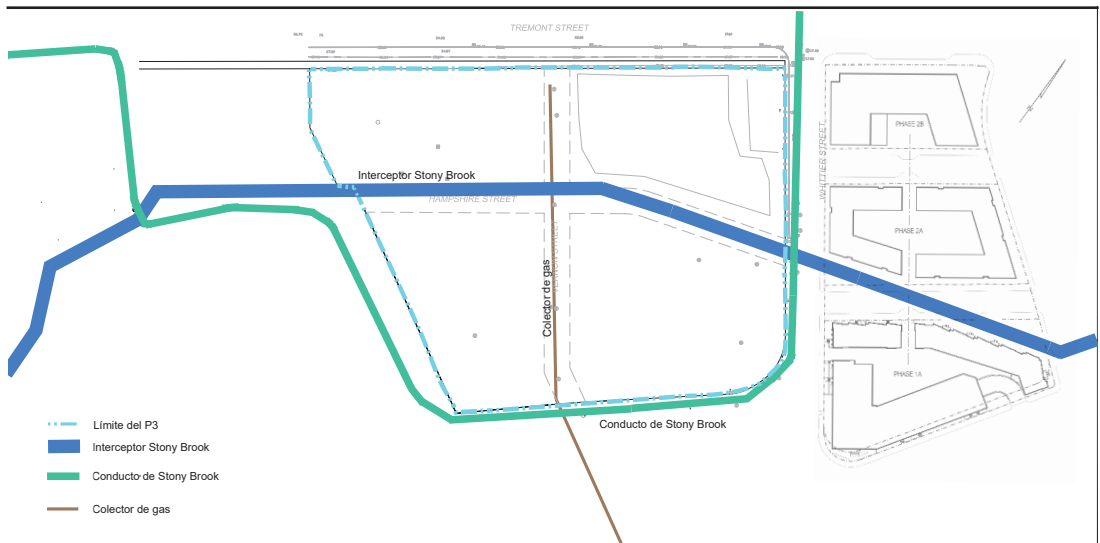 TREMONT STREET
WHITTIER STREET
PHASE 2B
Interceptor Stony Brook
HAMPSHIRE STREET
PHASE 2A
Colector de gas
PHASE 1A
Conducto de Stony Brook
Límite del P3
Interceptor Stony Brook
Conducto de Stony Brook
Colector de gas